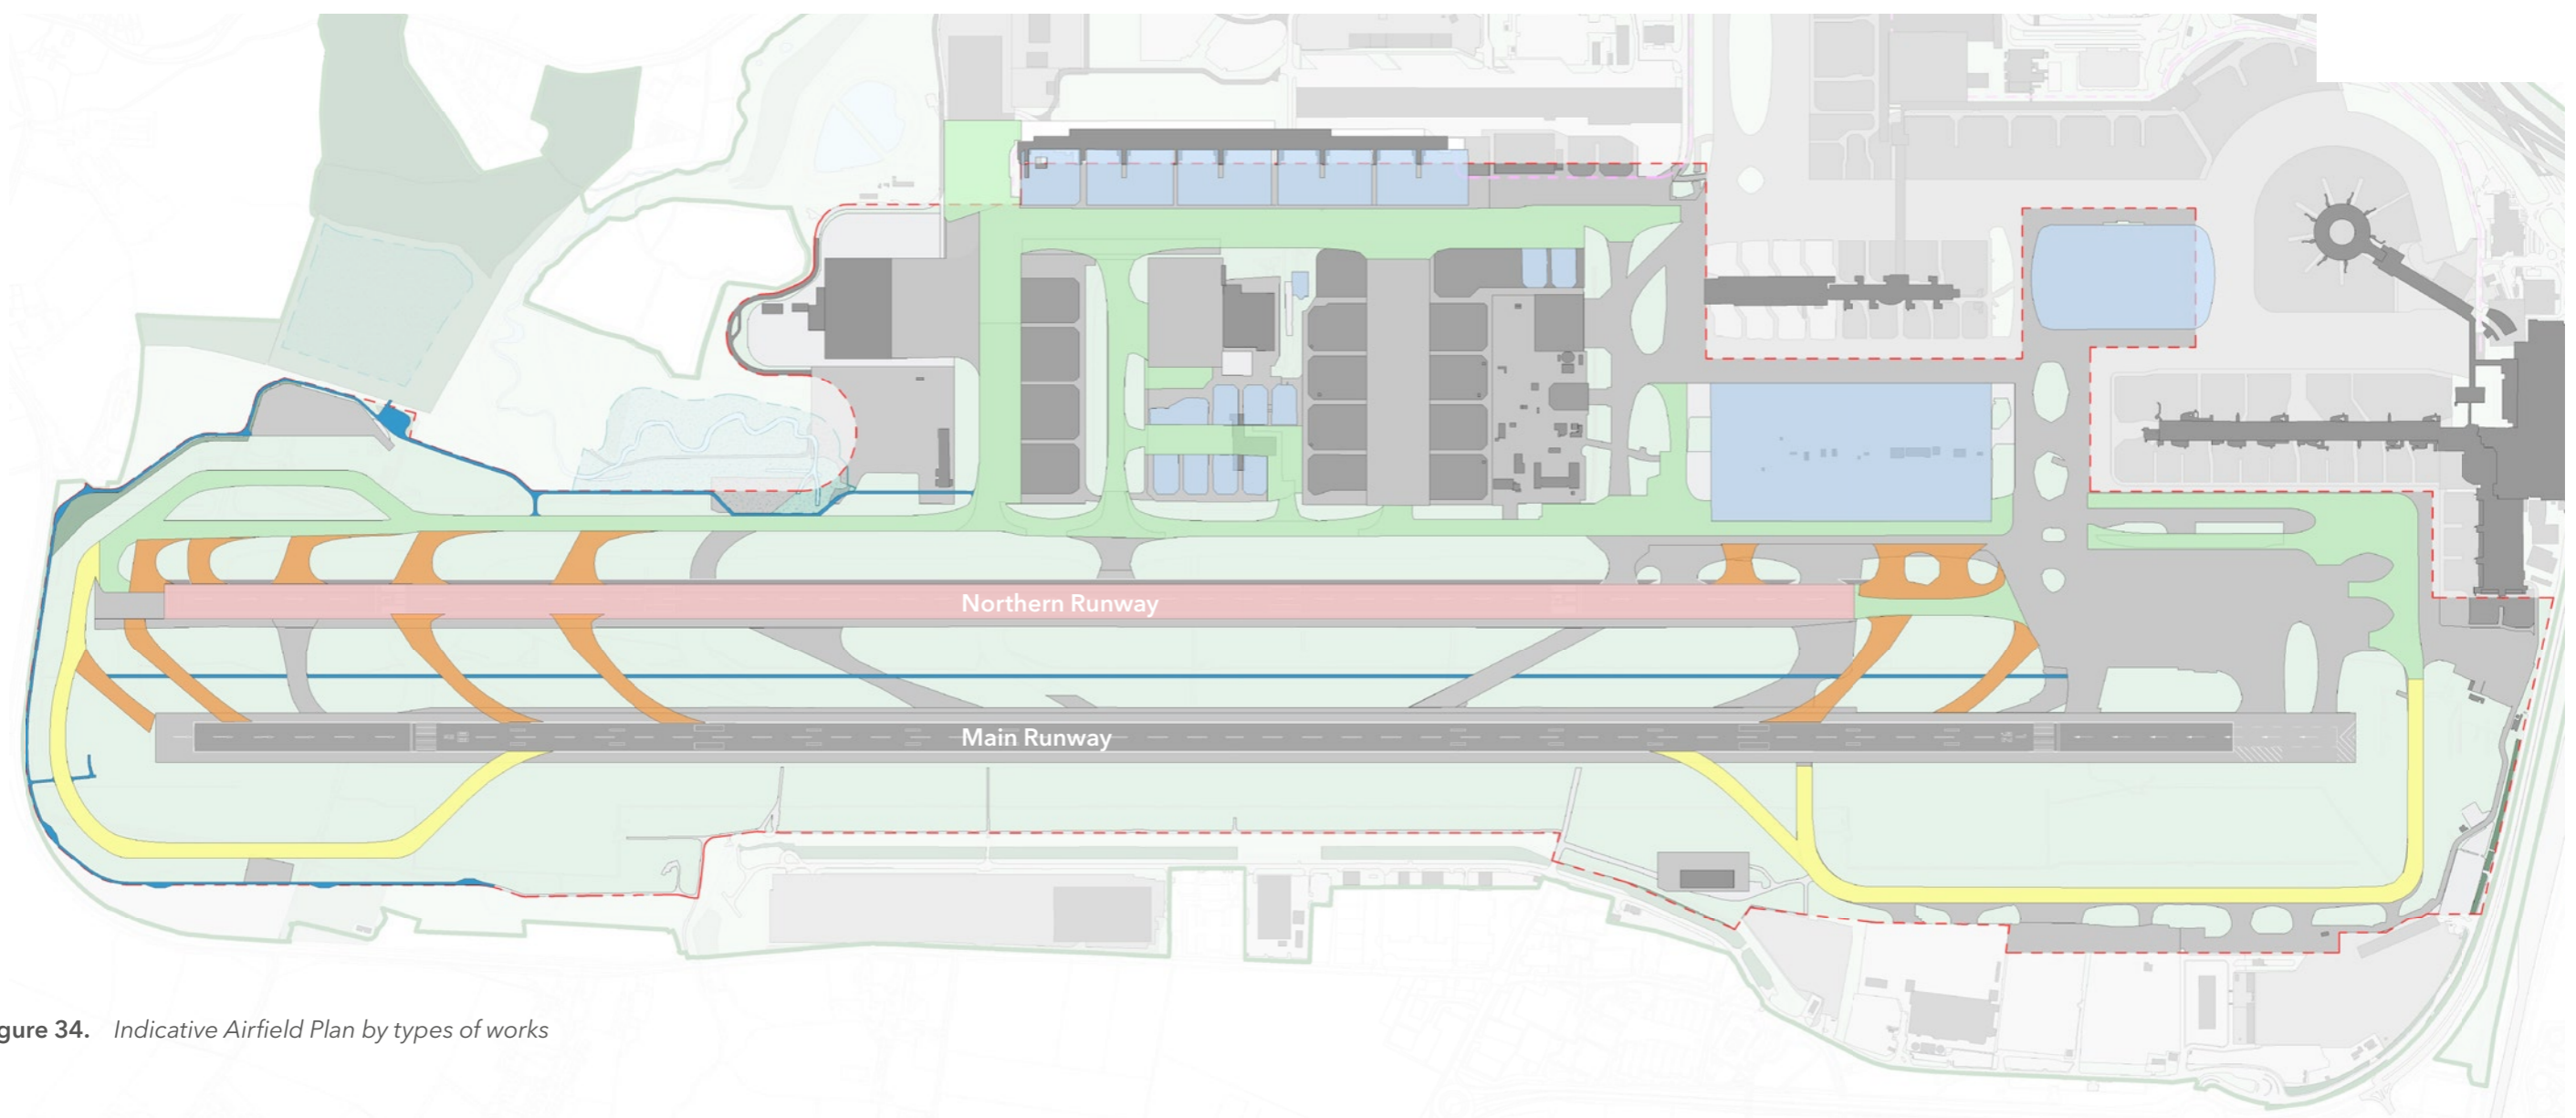 Northern Runway
Main Runway
gure 34. Indicative Airfield Plan by types of works